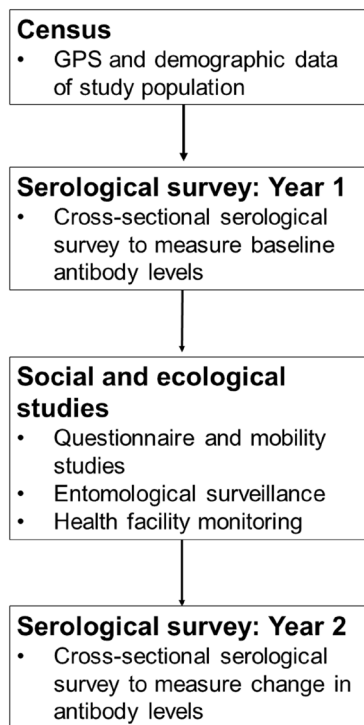 Census
• GPS and demographic data
of study population
Serological survey: Year 1
• Cross-sectional serological
survey to measure baseline
antibody levels
Social and ecological
studies
• Questionnaire and mobility
studies
• Entomological surveillance
• Health facility monitoring
Serological survey: Year 2
• Cross-sectional serological
survey to measure change in
antibody levels